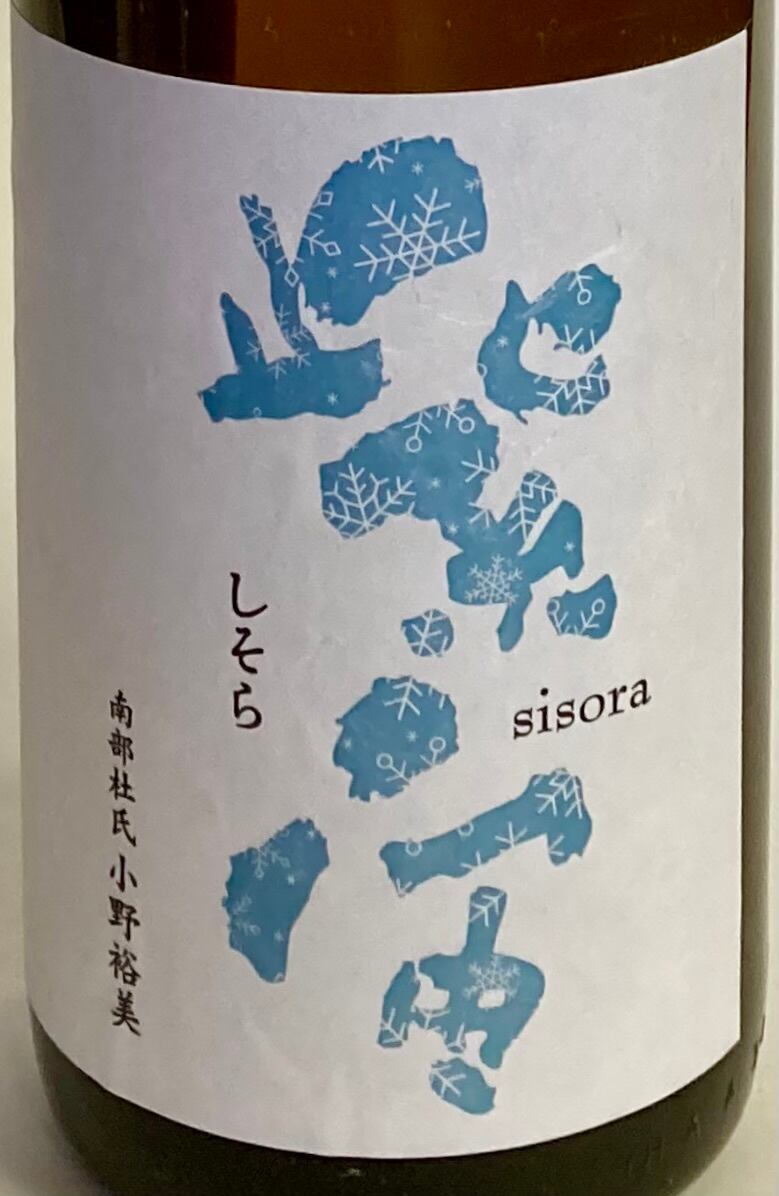 紫宙
sisora
しそら
南部杜氏 小野裕美